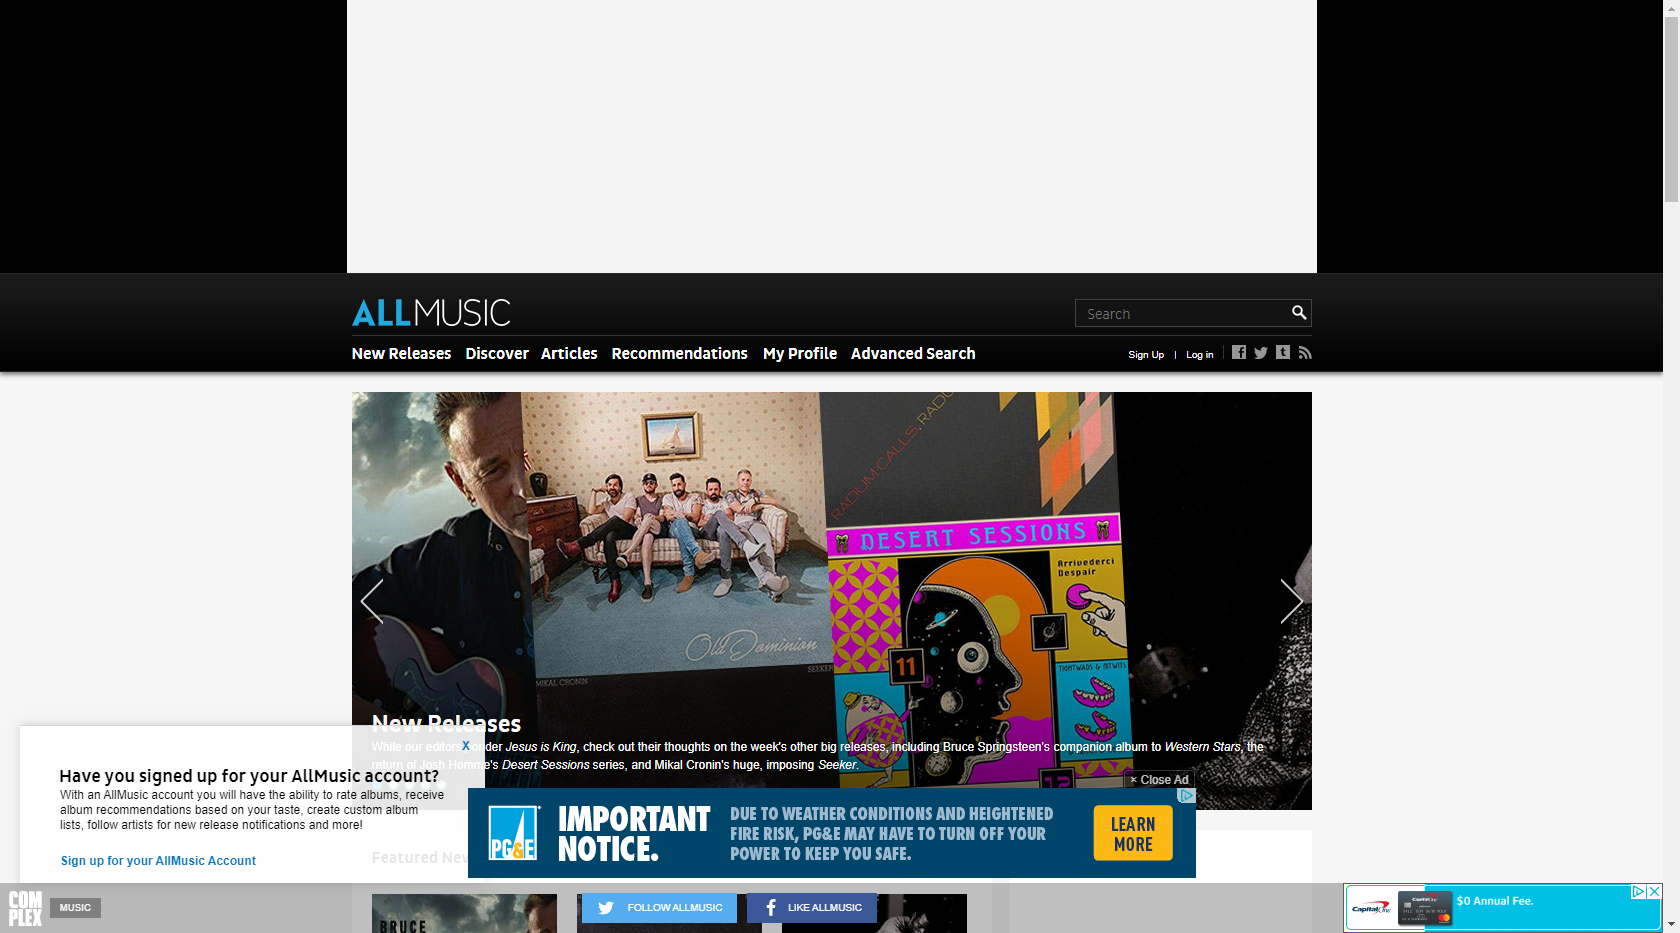 ALLMUSIC
Search
New Releases Discover Articles Recommendations My Profile Advanced Search
Sign Up | Log in
RADIUM CALLS, RADI
DESERT SESSIONS
Arrivederci
Despair
TIGHTWADS & NITWITS
11
Old Dominion
SEEKER
MIKAL CRONIN
New Releases
While our editors ponder Jesus is King, check out their thoughts on the week's other big releases, including Bruce Springsteen's companion album to Western Stars, the
return of Josh Homme's Desert Sessions series, and Mikal Cronin's huge, imposing Seeker.
X
Have you signed up for your AllMusic account?
With an AllMusic account you will have the ability to rate albums, receive
album recommendations based on your taste, create custom album
lists, follow artists for new release notifications and more!
Sign up for your AllMusic Account
× Close Ad
PG&E
IMPORTANT
NOTICE.
DUE TO WEATHER CONDITIONS AND HEIGHTENED
FIRE RISK, PG&E MAY HAVE TO TURN OFF YOUR
POWER TO KEEP YOU SAFE.
LEARN
MORE
Featured New
COM
PLEX
MUSIC
BRUCE
FOLLOW ALLMUSIC
LIKE ALLMUSIC
Capital One
$0 Annual Fee.